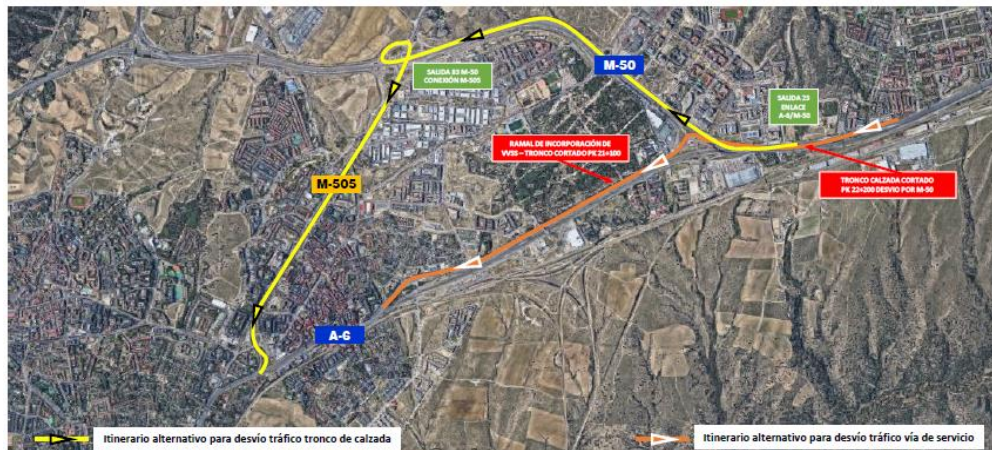 M-50
SALIDA 83 M-50
CONEXIÓN M-505
SALIDA 23
ENLACE
A-6/M-50
RAMAL DE INCORPORACIÓN DE
VVSS – TRONCO CORTADO PK 21+100
M-505
TRONCO CALZADA CORTADO
PK 22+200 DESVIO POR M-50
A-6
Itinerario alternativo para desvío tráfico tronco de calzada
Itinerario alternativo para desvío tráfico vía de servicio